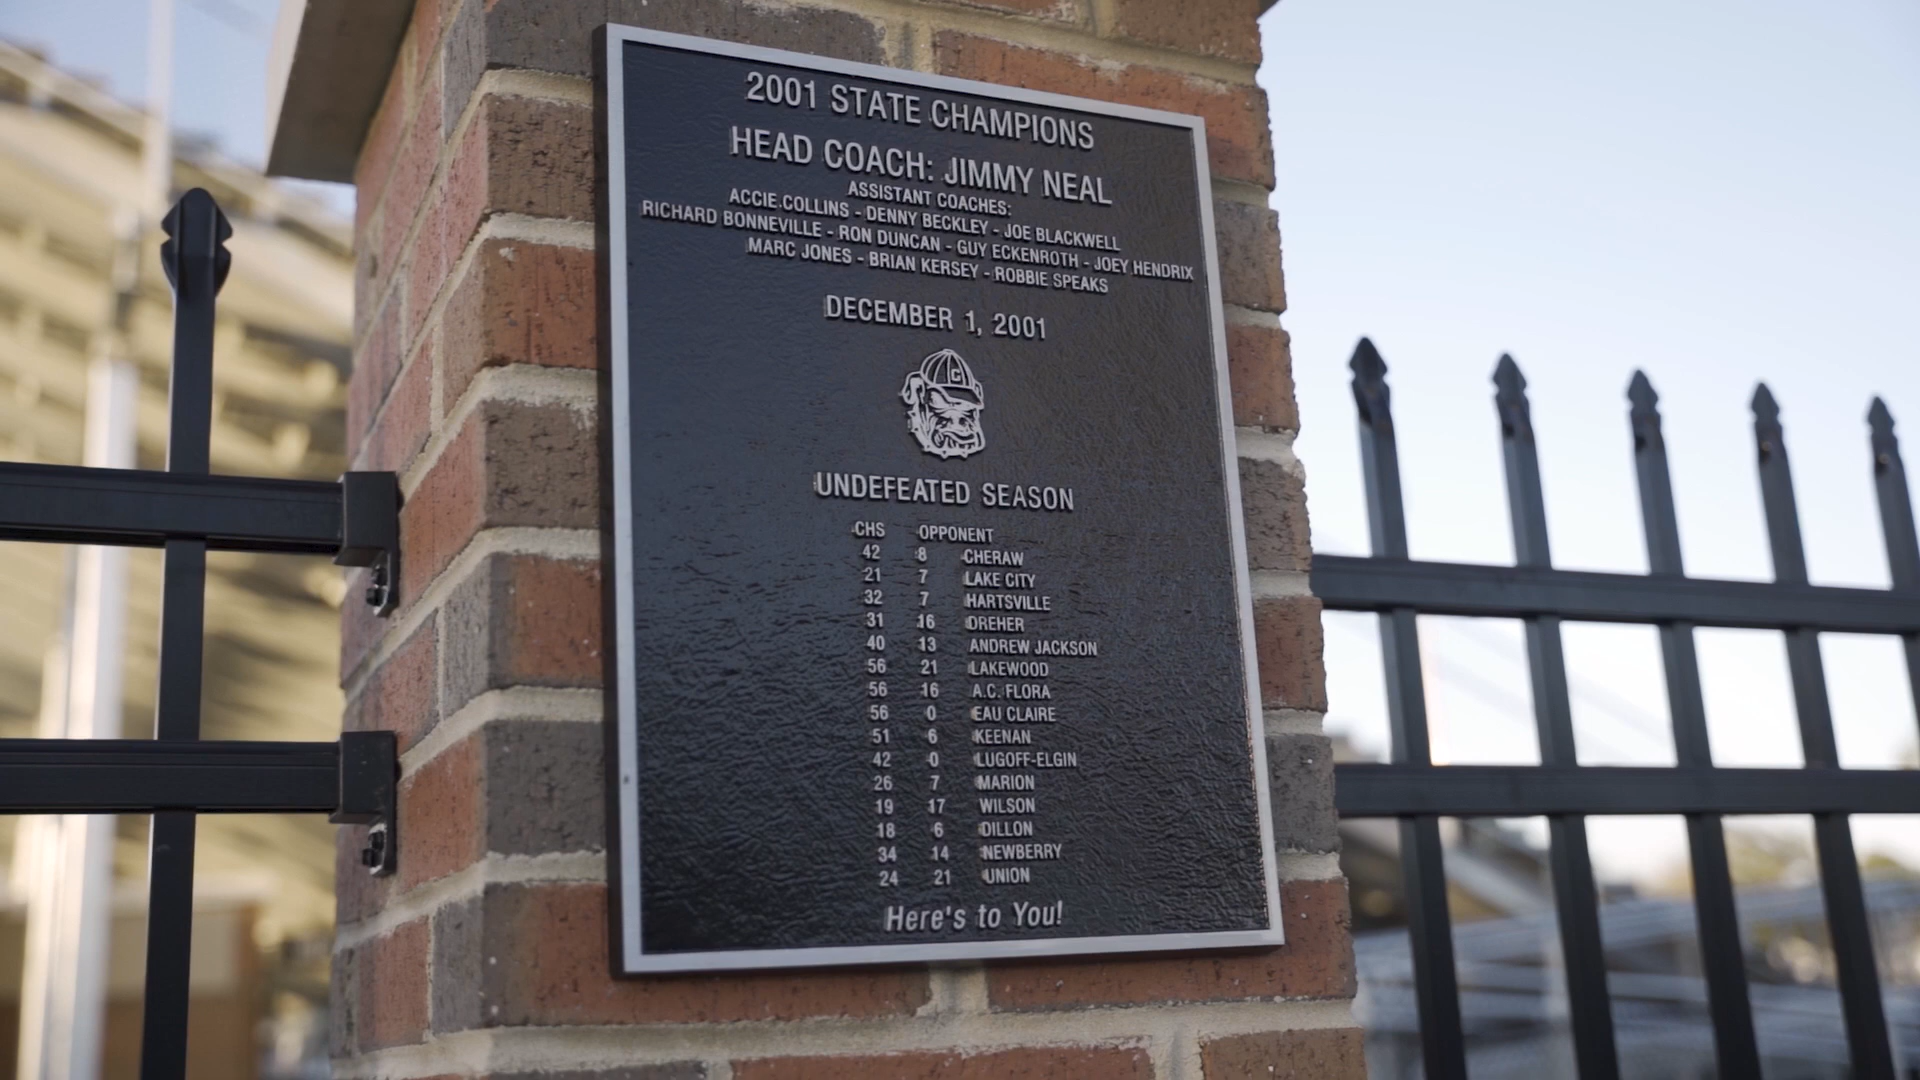 2001 STATE CHAMPIONS
HEAD COACH: JIMMY NEAL
ASSISTANT COACHES:
ACCIE COLLINS - DENNY BECKLEY - JOE BLACKWELL
RICHARD BONNEVILLE - RON DUNCAN - GUY ECKENROTH - JOEY HENDRIX
MARC JONES - BRIAN KERSEY - ROBBIE SPEAKS
DECEMBER 1, 2001
G
UNDEFEATED SEASON
CHS OPPONENT
42 8 CHERAW
21 7 LAKE CITY
32 7 HARTSVILLE
31 16 DREHER
40 13 ANDREW JACKSON
56 21 LAKEWOOD
56 16 A.C. FLORA
56 0 EAU CLAIRE
51 6 KEENAN
42 0 LUGOFF-ELGIN
26 7 MARION
19 17 WILSON
18 6 DILLON
34 14 NEWBERRY
24 21 UNION
Here's to You!